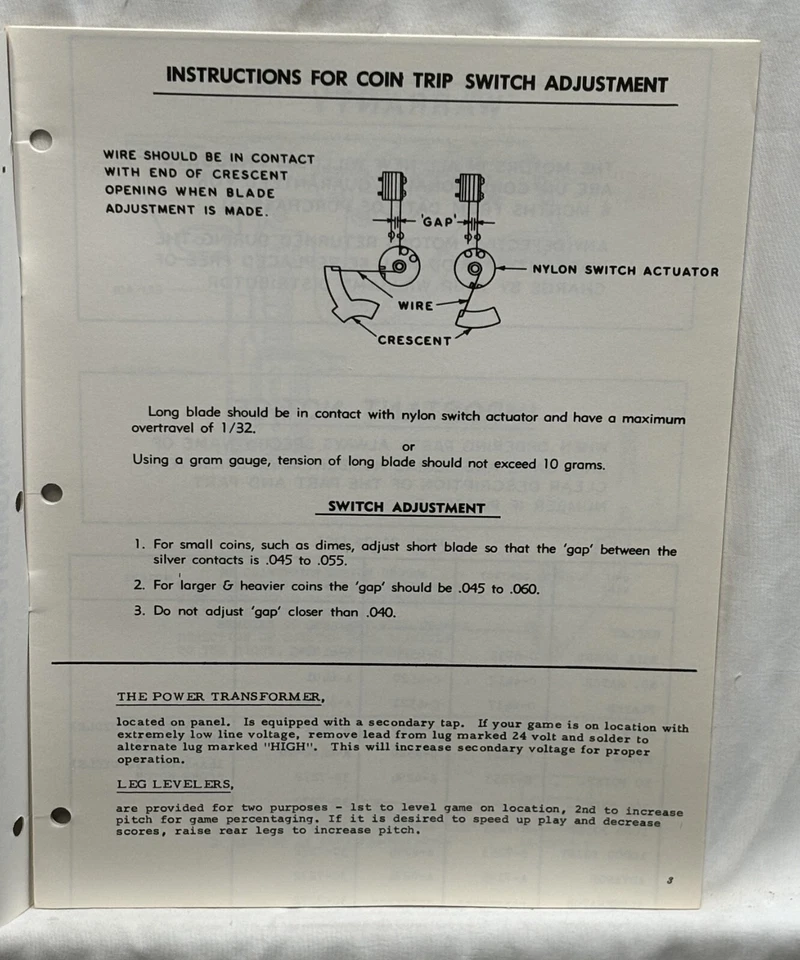 INSTRUCTIONS FOR COIN TRIP SWITCH ADJUSTMENT
WIRE SHOULD BE IN CONTACT
WITH END OF CRESCENT
OPENING WHEN BLADE
ADJUSTMENT IS MADE.
'GAP'
NYLON SWITCH ACTUATOR
WIRE
CRESCENT
Long blade should be in contact with nylon switch actuator and have a maximum
overtravel of 1/32.
or
Using a gram gauge, tension of long blade should not exceed 10 grams.
SWITCH ADJUSTMENT
1. For small coins, such as dimes, adjust short blade so that the 'gap' between the
silver contacts is .045 to .055.
2. For larger & heavier coins the 'gap' should be .045 to .060.
3. Do not adjust 'gap' closer than .040.
THE POWER TRANSFORMER,
located on panel. Is equipped with a secondary tap. If your game is on location with
extremely low line voltage, remove lead from lug marked 24 volt and solder to
alternate lug marked "HIGH". This will increase secondary voltage for proper
operation.
LEG LEVELERS,
are provided for two purposes - 1st to level game on location, 2nd to increase
pitch for game percentaging. If it is desired to speed up play and decrease
scores, raise rear legs to increase pitch.
3